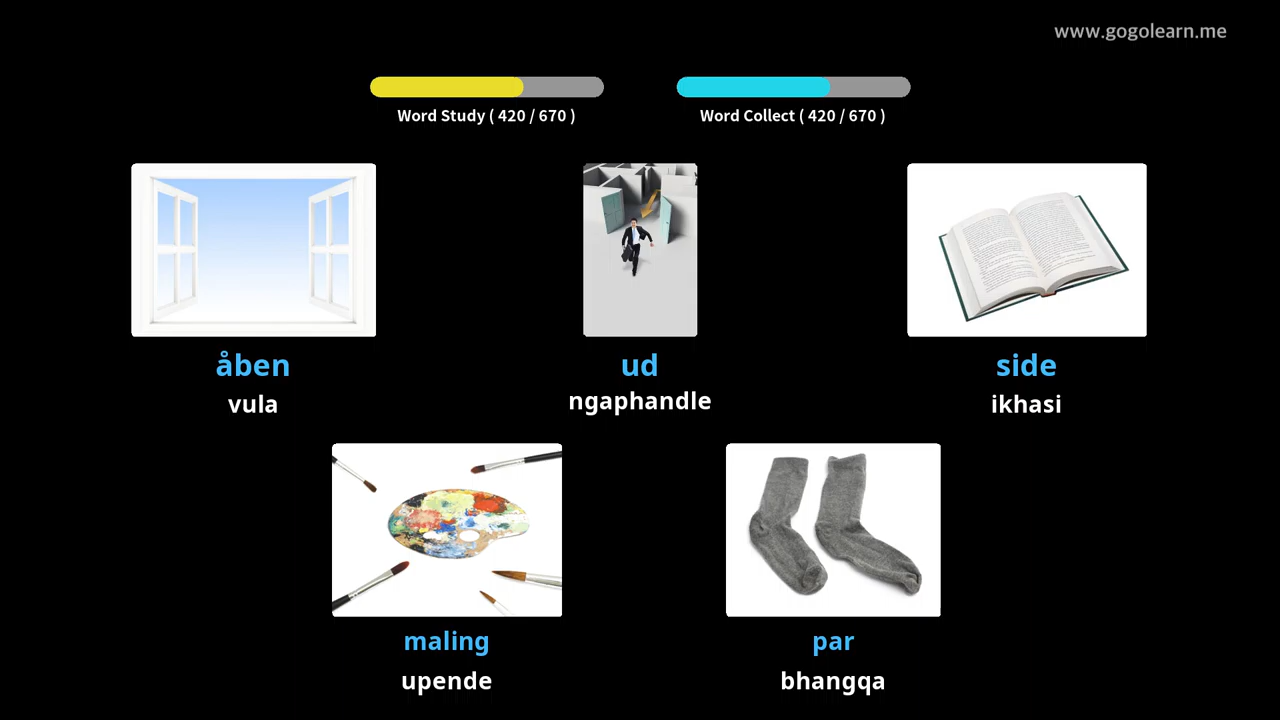 www.gogolearn.me
Word Study ( 420 / 670 )
Word Collect ( 420 / 670 )
åben
vula
ud
ngaphandle
side
ikhasi
maling
upende
par
bhangqa